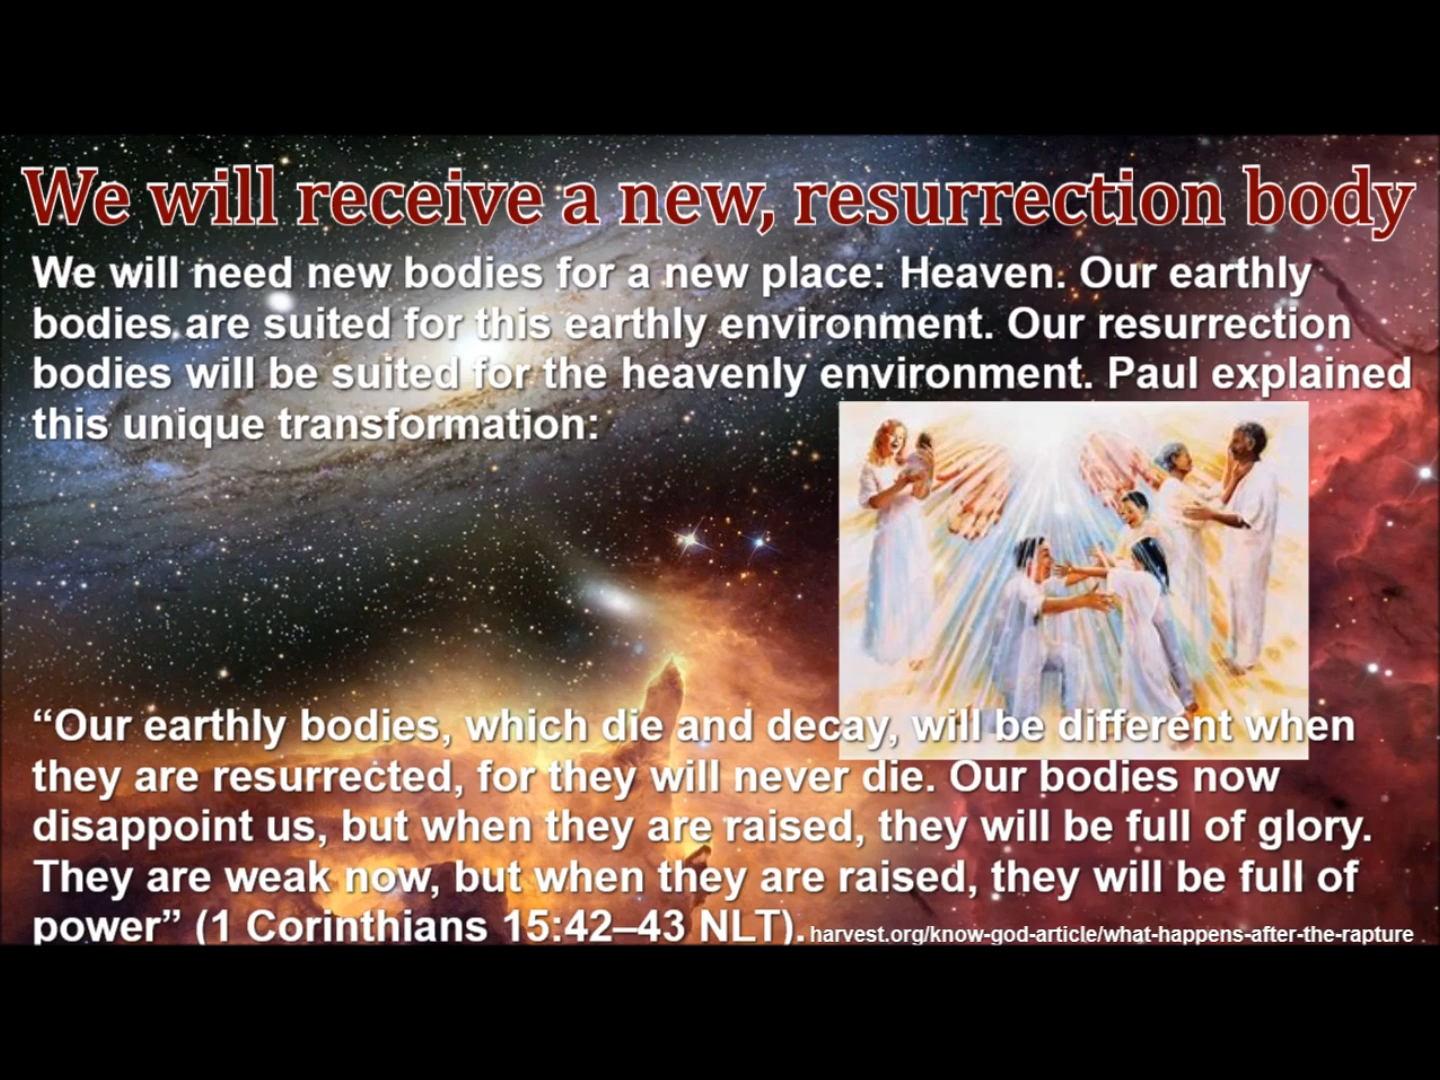 We will receive a new, resurrection body
We will need new bodies for a new place: Heaven. Our earthly
bodies are suited for this earthly environment. Our resurrection
bodies will be suited for the heavenly environment. Paul explained
this unique transformation:
“Our earthly bodies, which die and decay, will be different when
they are resurrected, for they will never die. Our bodies now
disappoint us, but when they are raised, they will be full of glory.
They are weak now, but when they are raised, they will be full of
power” (1 Corinthians 15:42–43 NLT). harvest.org/know-god-article/what-happens-after-the-rapture